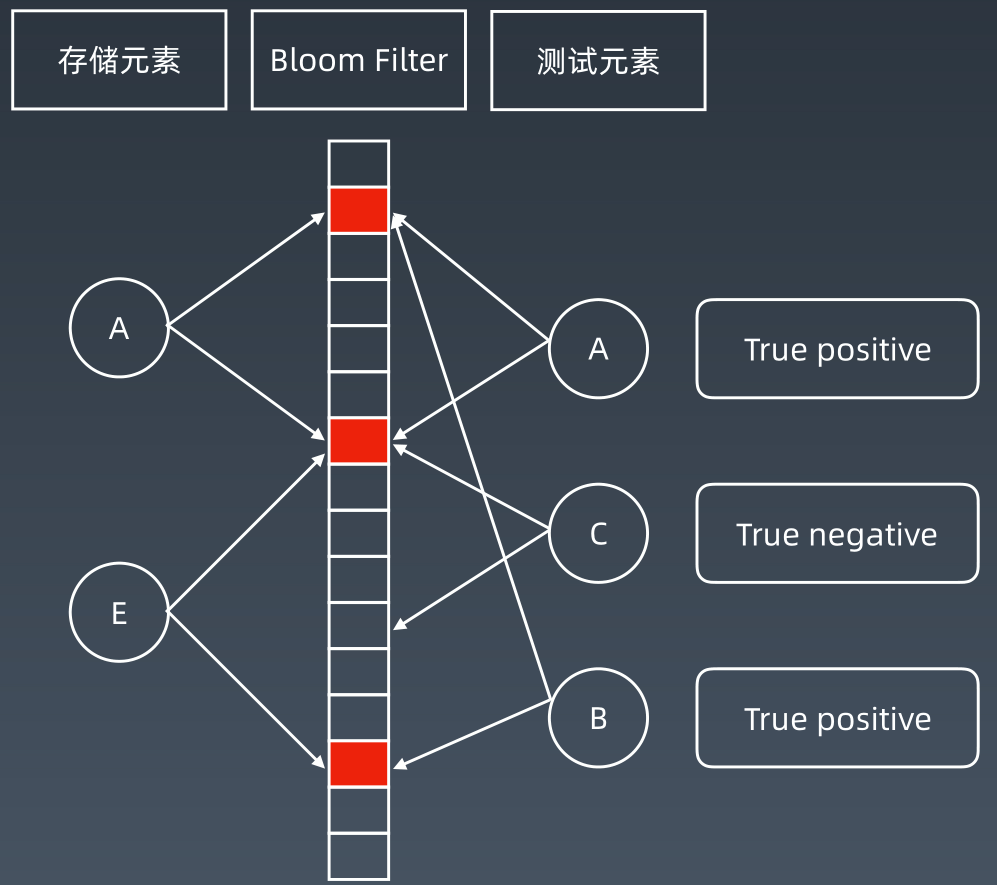 存储元素
Bloom Filter
测试元素
A
A
True positive
C
True negative
E
B
True positive